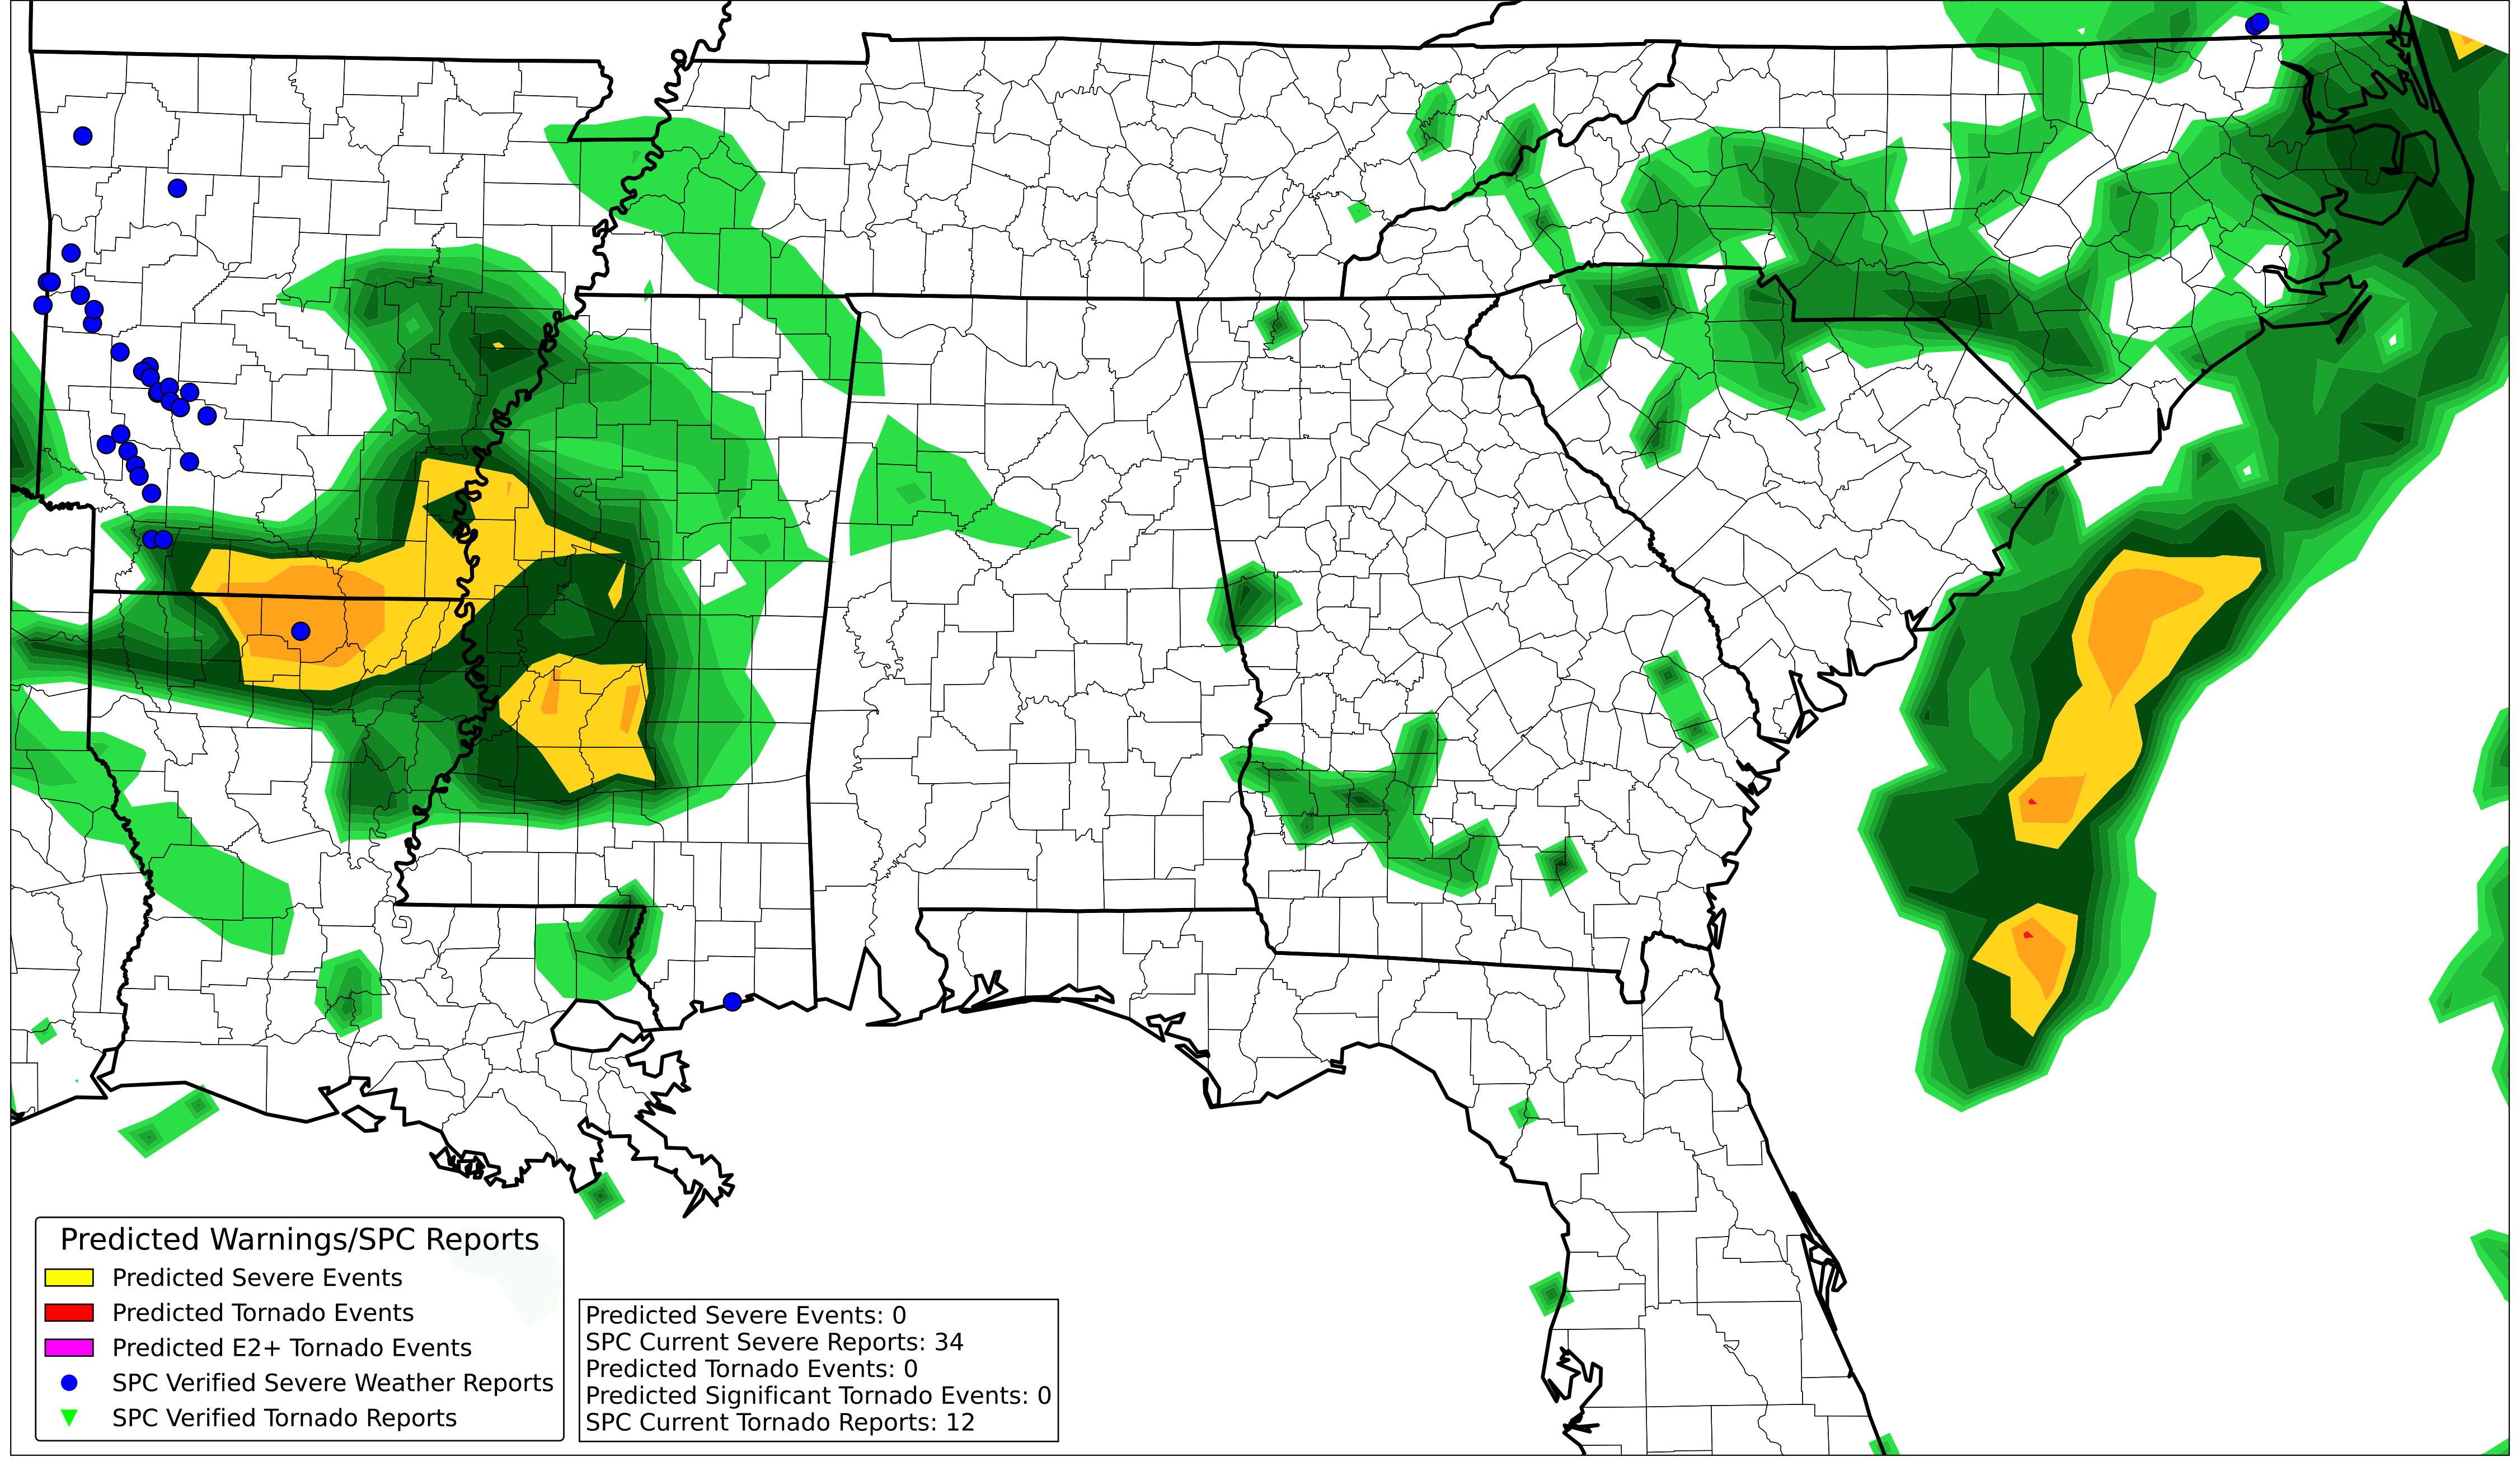 Predicted Warnings/SPC Reports
Predicted Severe Events
Predicted Tornado Events
Predicted E2+ Tornado Events
SPC Verified Severe Weather Reports
SPC Verified Tornado Reports
Predicted Severe Events: 0
SPC Current Severe Reports: 34
Predicted Tornado Events: 0
Predicted Significant Tornado Events: 0
SPC Current Tornado Reports: 12